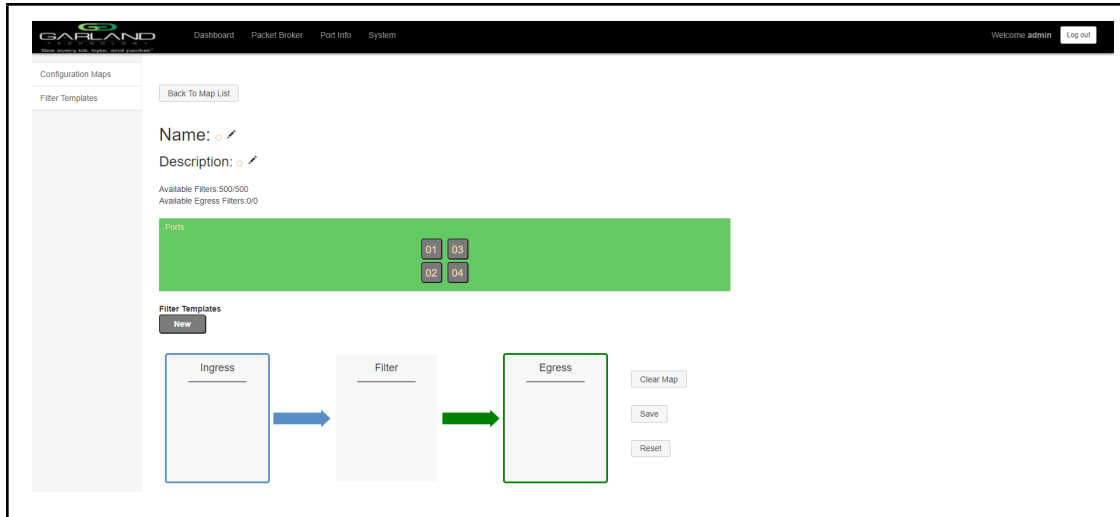 GARLAND
TECHNOLOGY
See every bit, byte, and packet®
Dashboard Packet Broker Port Info System
Welcome admin Log out
Configuration Maps
Filter Templates
Back To Map List
Name:
Description:
Available Filters:500/500
Available Egress Filters:0/0
Ports
01 03
02 04
Filter Templates
New
Ingress Filter Egress
Clear Map
Save
Reset